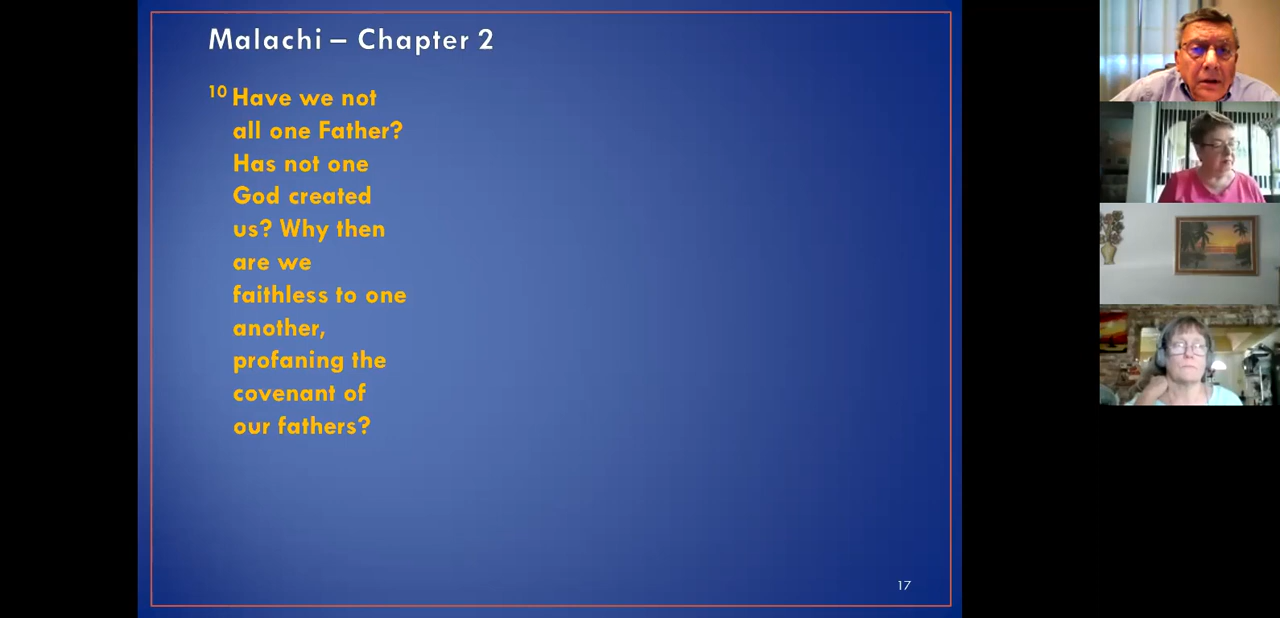 Malachi – Chapter 2
10 Have we not
all one Father?
Has not one
God created
us? Why then
are we
faithless to one
another,
profaning the
covenant of
our fathers?
17